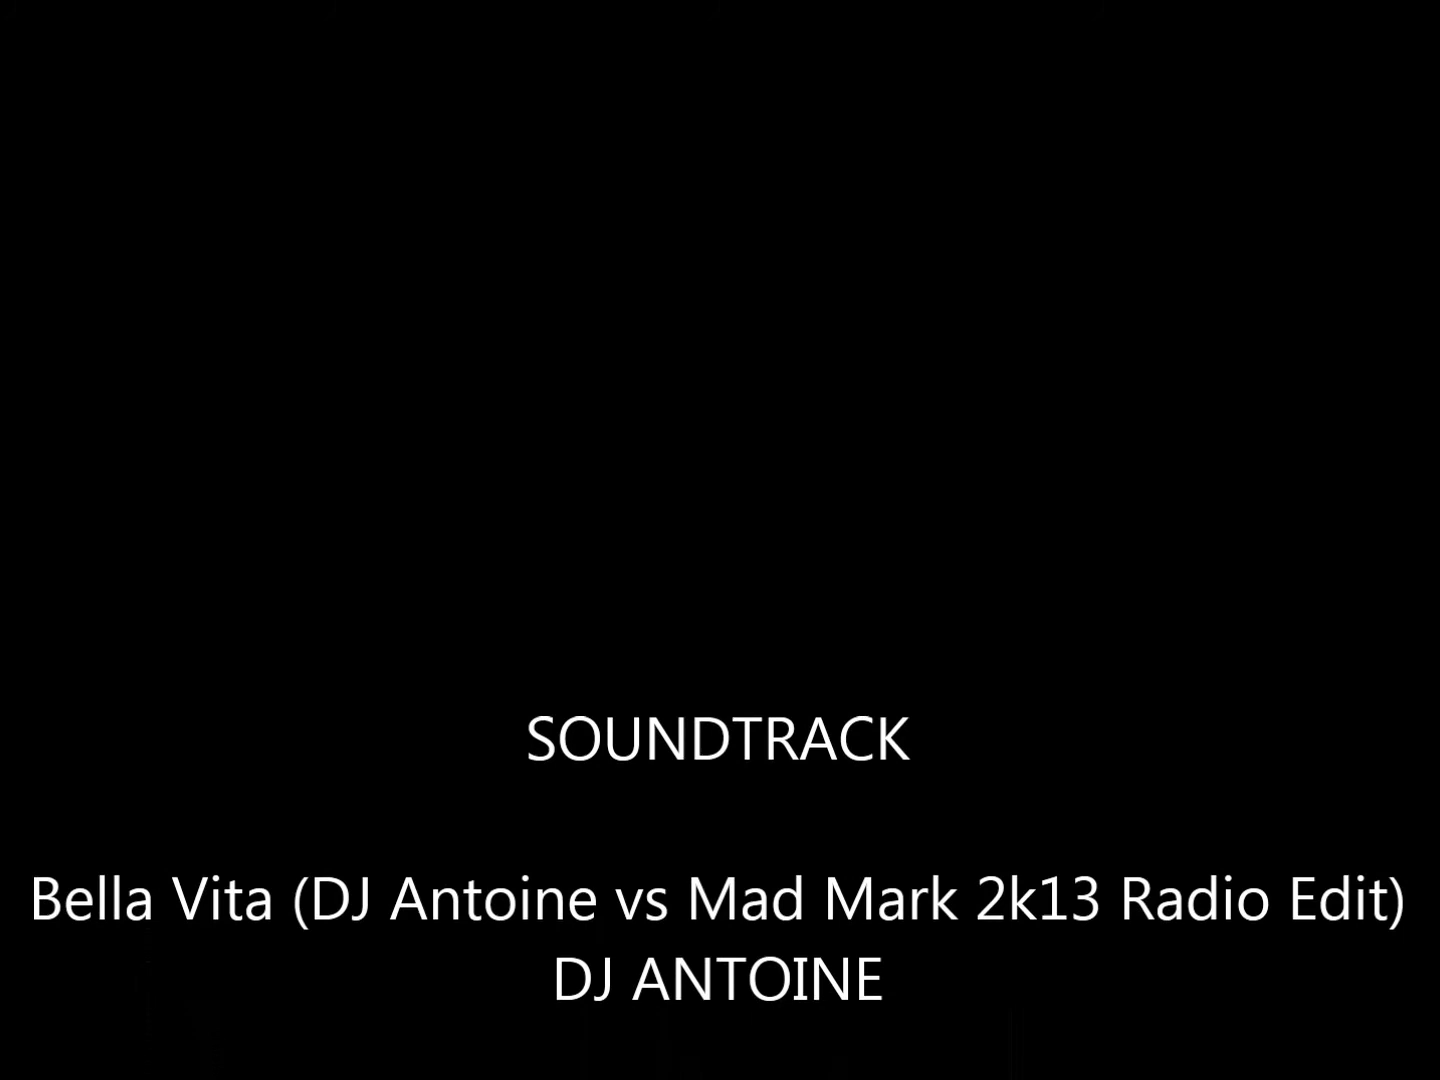 SOUNDTRACK
Bella Vita (DJ Antoine vs Mad Mark 2k13 Radio Edit)
DJ ANTOINE